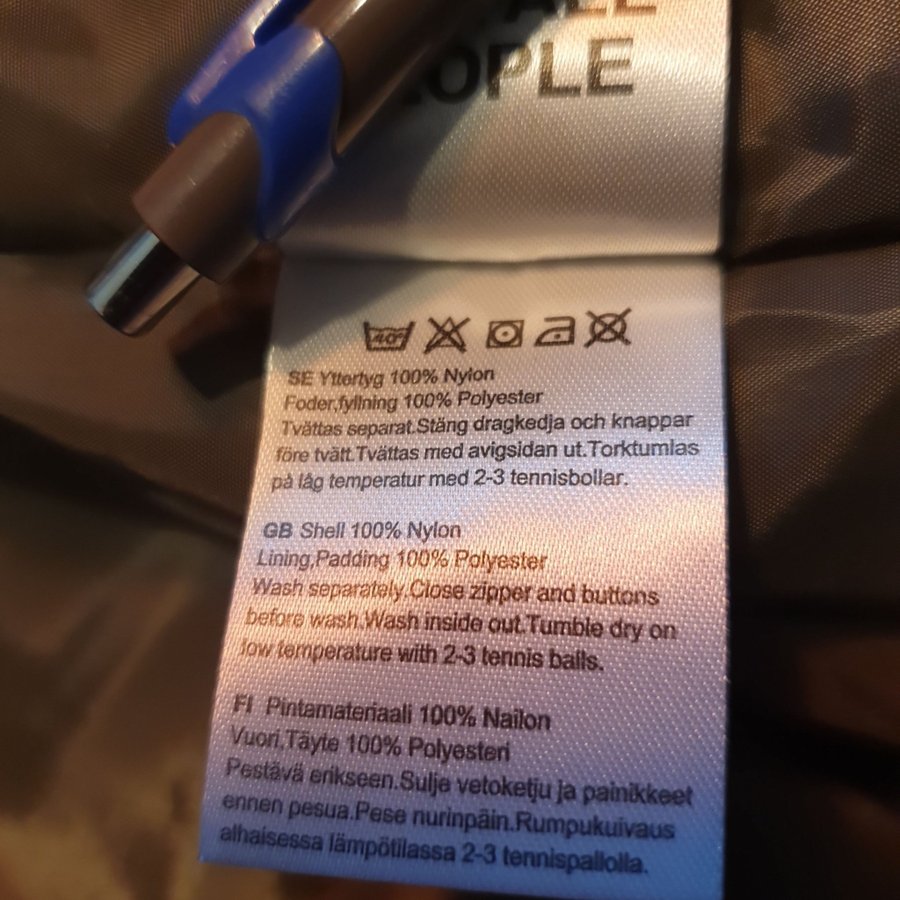 ALL
OPLE
40°
SE Yttertyg 100% Nylon
Foder,fyllning 100% Polyester
Tvättas separat.Stäng dragkedja och knappar
före tvätt.Tvättas med avigsidan ut.Torktumlas
på låg temperatur med 2-3 tennisbollar.
GB Shell 100% Nylon
Lining,Padding 100% Polyester
Wash separately.Close zipper and buttons
before wash.Wash inside out.Tumble dry on
low temperature with 2-3 tennis balls.
FI Pintamateriaali 100% Nailon
Vuori,Täyte 100% Polyesteri
Pestävä erikseen.Sulje vetoketju ja painikkeet
ennen pesua.Pese nurinpäin.Rumpukuivaus
alhaisessa lämpötilassa 2-3 tennispallolla.